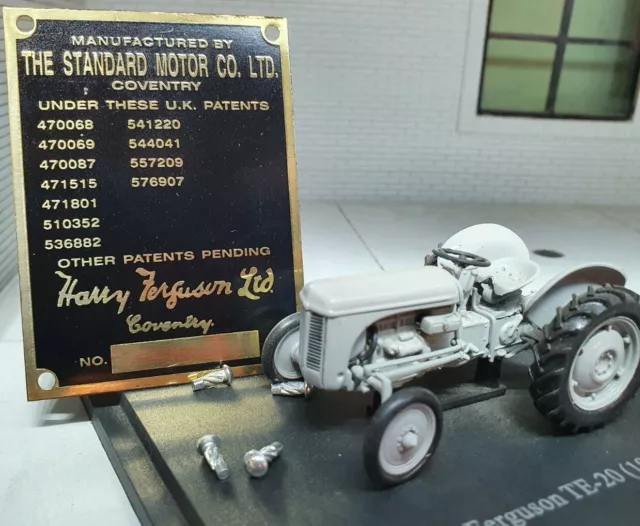 MANUFACTURED BY
THE STANDARD MOTOR CO. LTD.
COVENTRY
UNDER THESE U.K. PATENTS
470068 541220
470069 544041
470087 557209
471515 576907
471801
510352
536882
OTHER PATENTS PENDING
Harry Ferguson Ltd.
Coventry.
NO.
Ferguson TE-20 (19